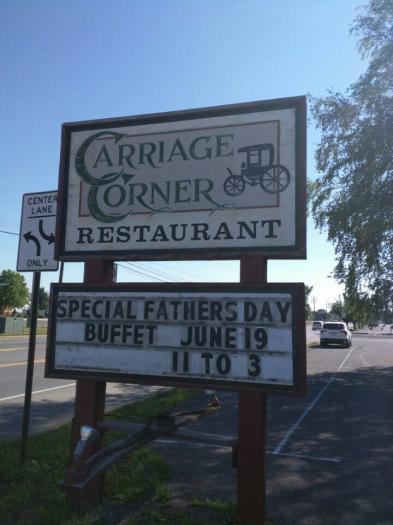 CARRIAGE
CORNER
RESTAURANT
SPECIAL FATHERS DAY
BUFFET JUNE 19
11 TO 3
CENTER
LANE
ONLY